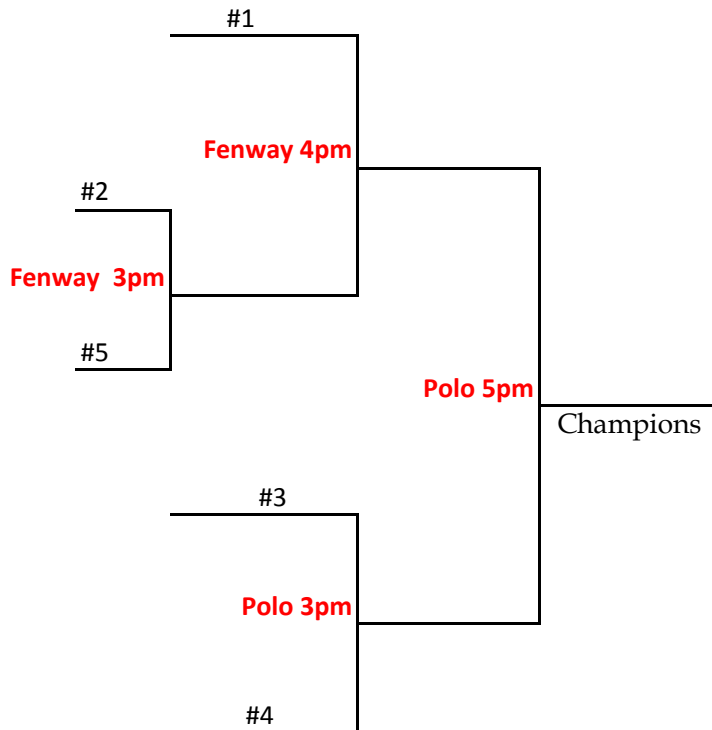 #1
Fenway 4pm
#2
Fenway  3pm
#5
Polo 5pm
Champions
#3
Polo 3pm
#4